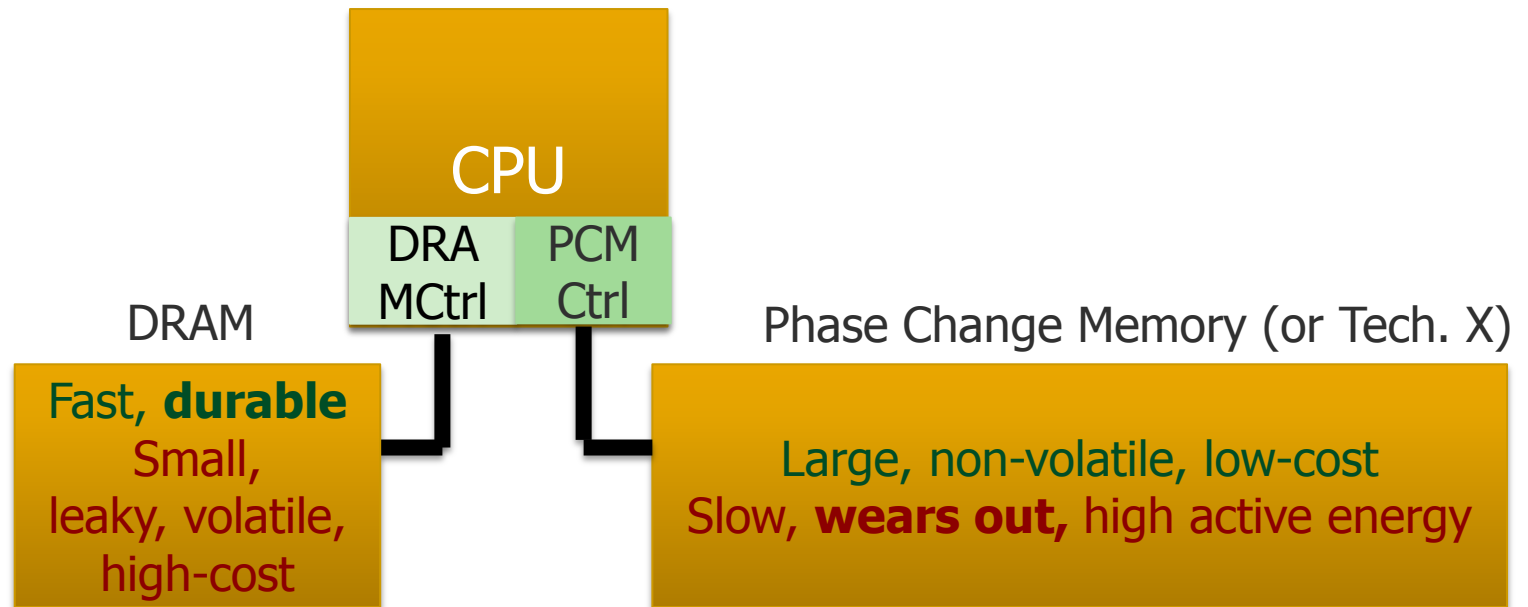 CPU
DRA
MCtrl
PCM
Ctrl
DRAM
Phase Change Memory (or Tech. X)
Fast, durable
Small,
leaky, volatile,
high-cost
Large, non-volatile, low-cost
Slow, wears out, high active energy